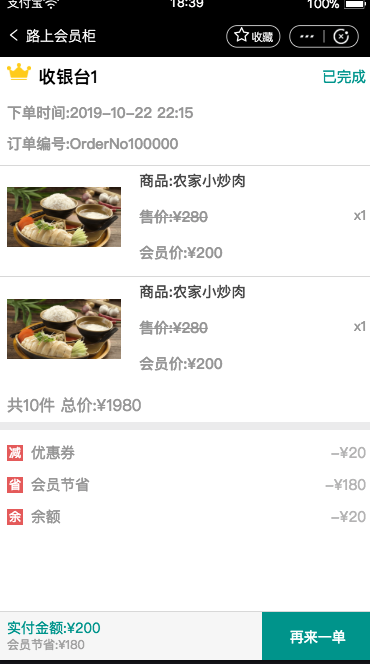 支付宝 18:39 100%
路上会员柜 收藏
收银台1 已完成
下单时间:2019-10-22 22:15
订单编号:OrderNo100000
商品:农家小炒肉
售价:¥280 x1
会员价:¥200
商品:农家小炒肉
售价:¥280 x1
会员价:¥200
共10件 总价:¥1980
减 优惠券 -¥20
省 会员节省 -¥180
余 余额 -¥20
实付金额:¥200
会员节省:¥180
再来一单